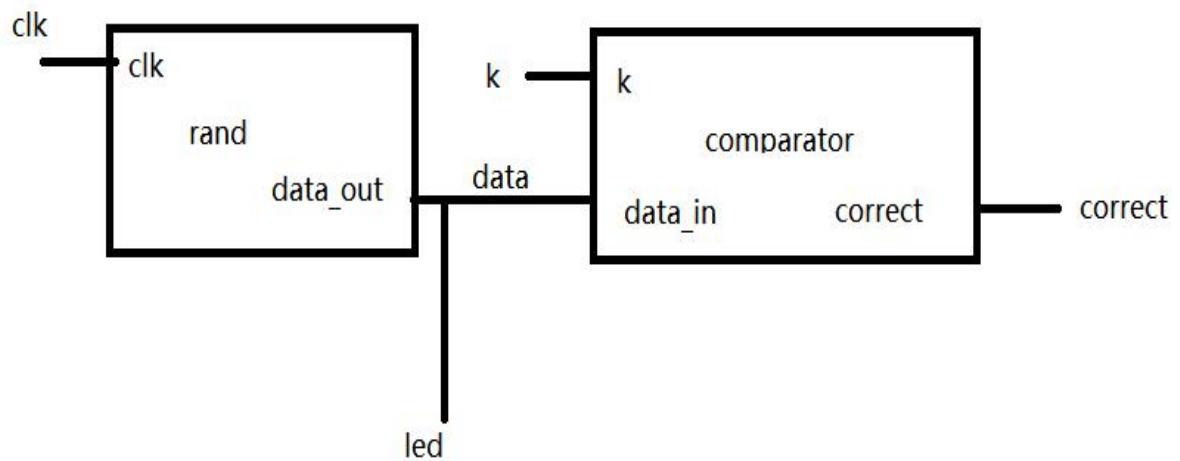 clk
clk
rand
data_out
data
led
k
k
comparator
data_in
correct
correct